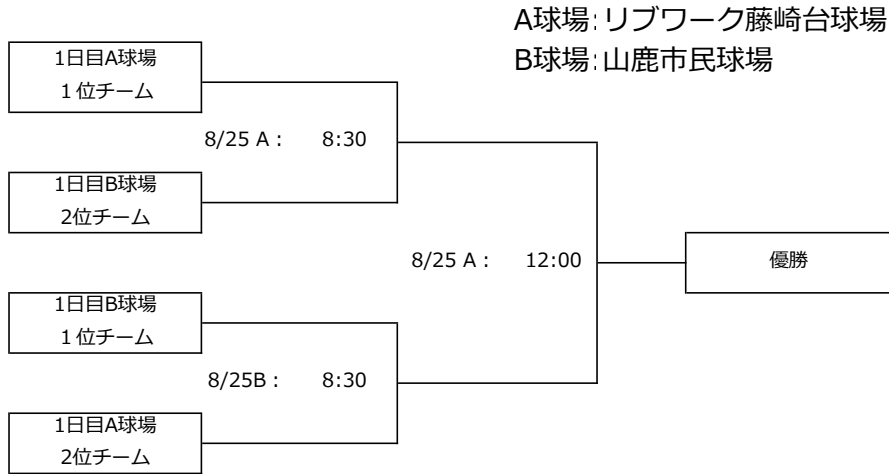 A球場:リブワーク藤崎台球場
B球場:山鹿市民球場
1日目A球場
１位チーム
8/25 A： 8:30
1日目B球場
2位チーム
8/25 A： 12:00
優勝
1日目B球場
１位チーム
8/25B： 8:30
1日目A球場
2位チーム